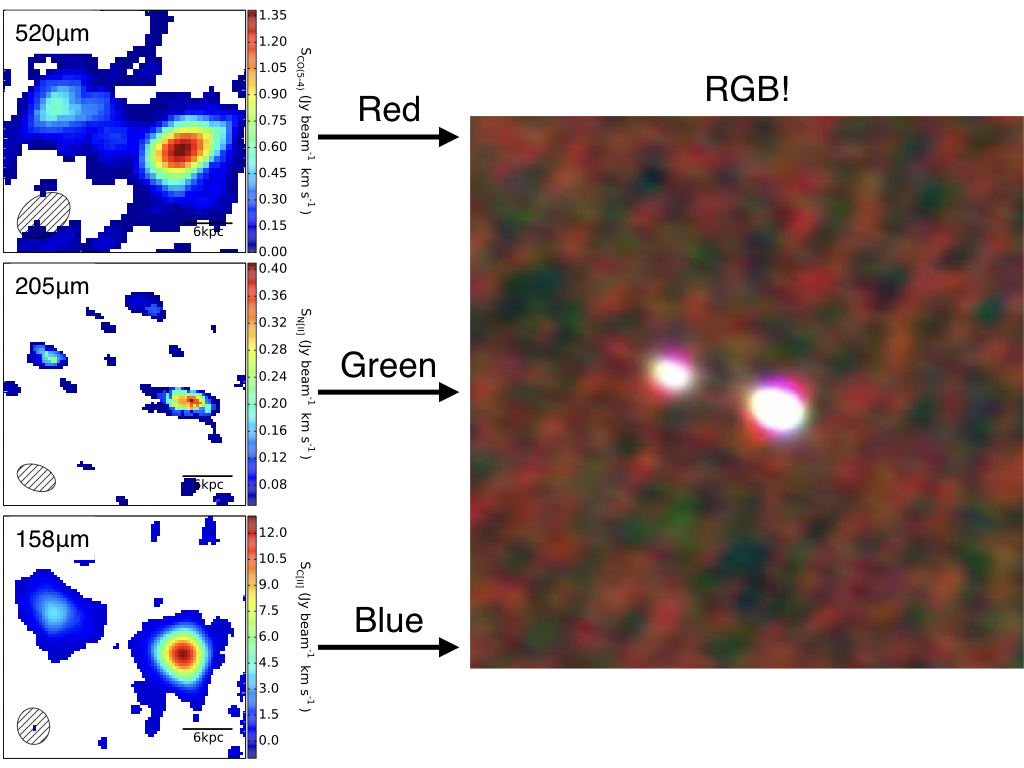 520μm
1.35
1.20
1.05
0.90
0.75
0.60
0.45
0.30
0.15
0.00
S_CO(5-4) (Jy beam⁻¹ km s⁻¹ )
6kpc
Red
RGB!
205μm
0.40
0.36
0.32
0.28
0.24
0.20
0.16
0.12
0.08
S_N[II] (Jy beam⁻¹ km s⁻¹ )
6kpc
Green
158μm
12.0
10.5
9.0
7.5
6.0
4.5
3.0
1.5
0.0
S_C[II] (Jy beam⁻¹ km s⁻¹ )
6kpc
Blue